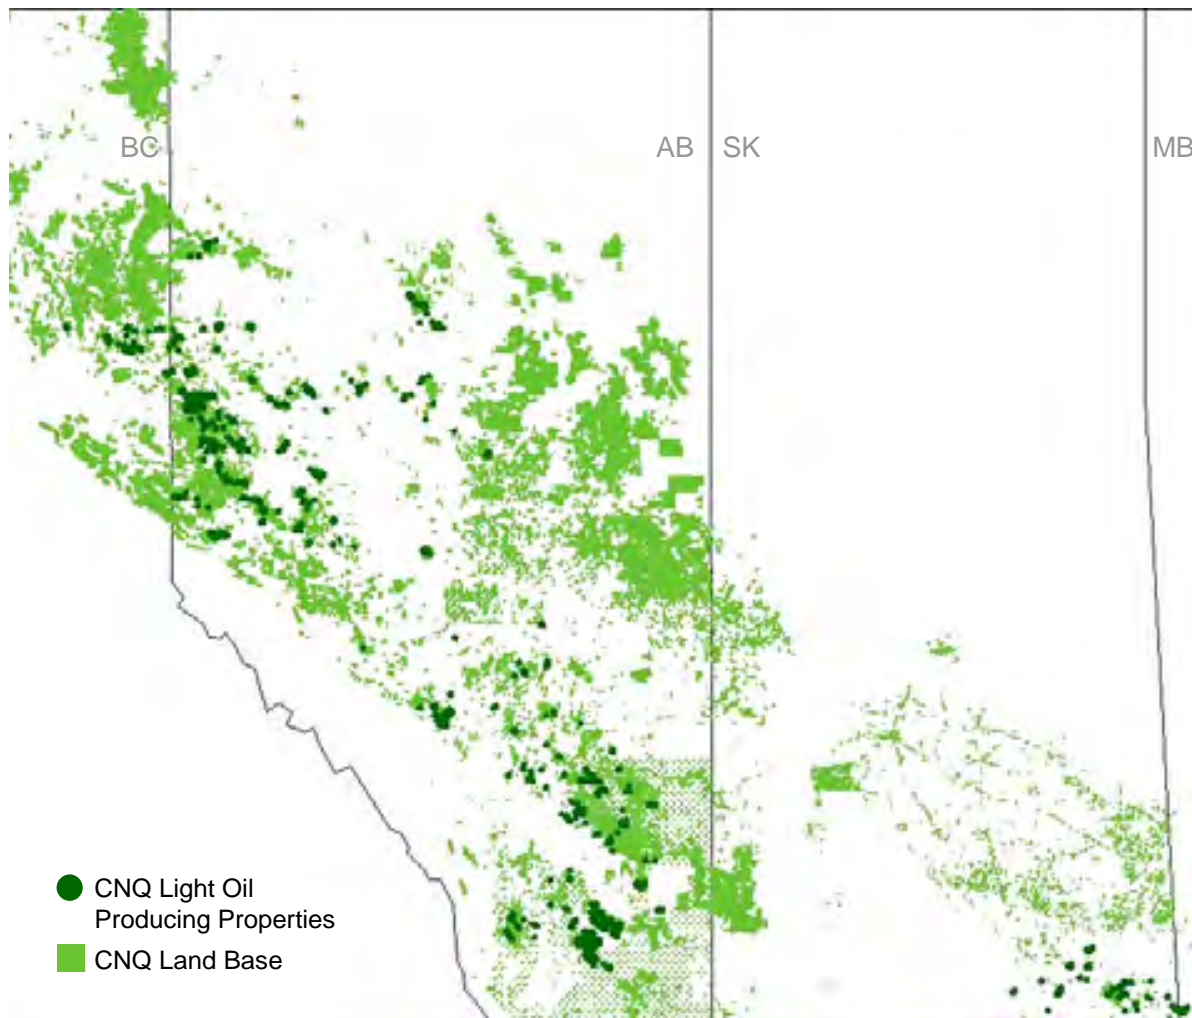 BC
AB
SK
MB
CNQ Light Oil
Producing Properties
CNQ Land Base